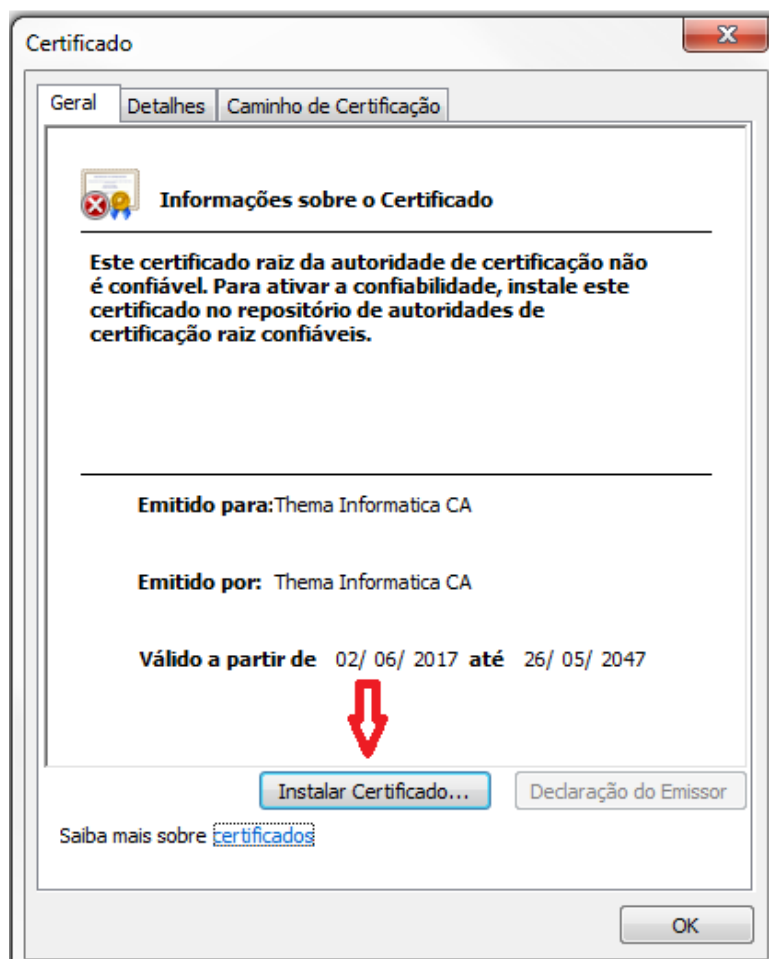 Certificado
Geral Detalhes Caminho de Certificação
Informações sobre o Certificado
Este certificado raiz da autoridade de certificação não
é confiável. Para ativar a confiabilidade, instale este
certificado no repositório de autoridades de
certificação raiz confiáveis.
Emitido para:Thema Informatica CA
Emitido por: Thema Informatica CA
Válido a partir de 02/ 06/ 2017 até 26/ 05/ 2047
Instalar Certificado... Declaração do Emissor
Saiba mais sobre certificados
OK